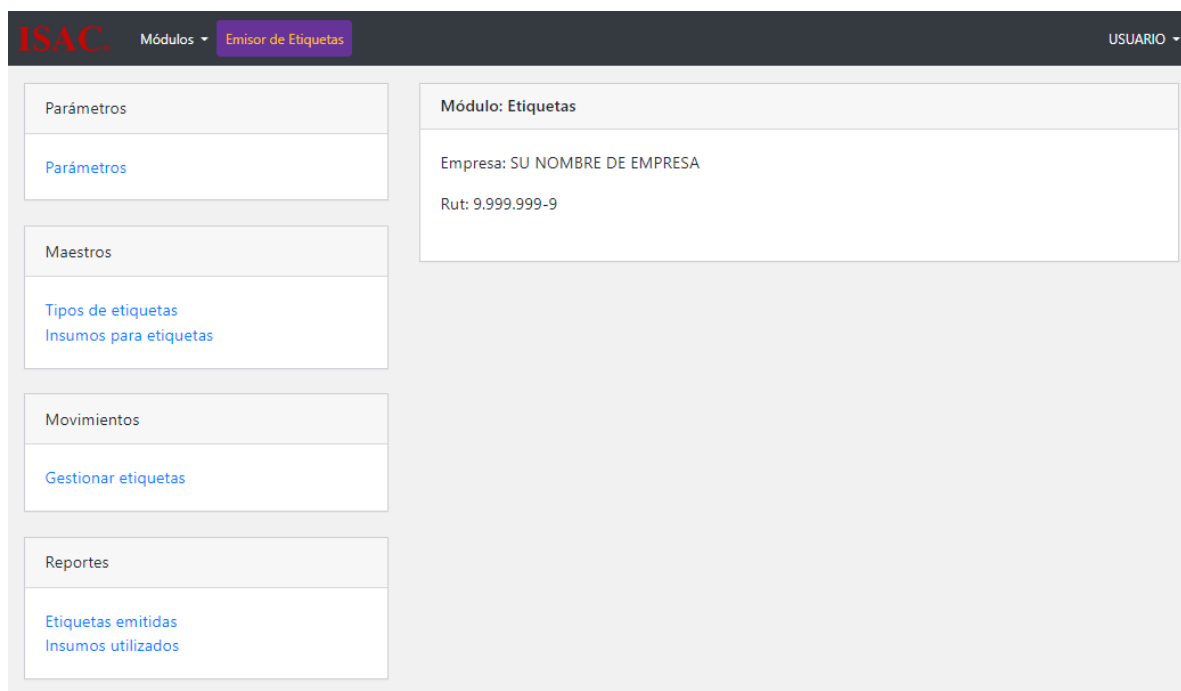 ISAC.
Módulos
Emisor de Etiquetas
USUARIO
Parámetros
Parámetros
Maestros
Tipos de etiquetas
Insumos para etiquetas
Movimientos
Gestionar etiquetas
Reportes
Etiquetas emitidas
Insumos utilizados
Módulo: Etiquetas
Empresa: SU NOMBRE DE EMPRESA
Rut: 9.999.999-9